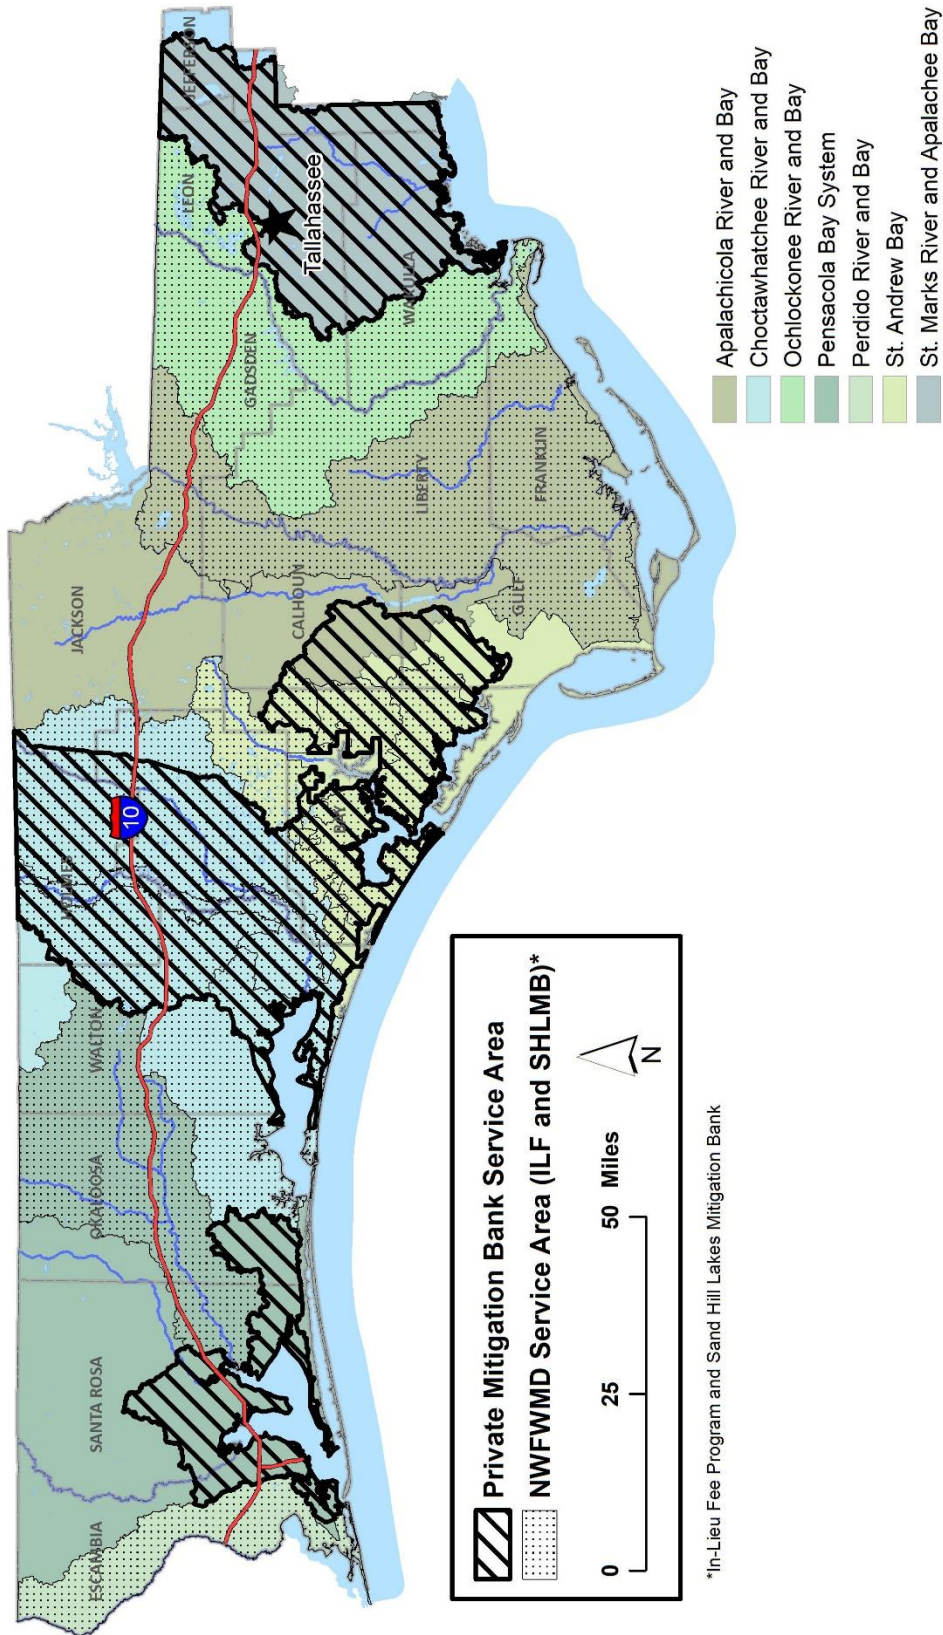 ESCAMBIA
SANTA ROSA
OKALOOSA
WALTON
HOLMES
JACKSON
10
BAY
CALHOUN
GULF
LIBERTY
FRANKLIN
GADSDEN
LEON
JEFFERSON
WAKULLA
Tallahassee
Private Mitigation Bank Service Area
NWFWMD Service Area (ILF and SHLMB)*
0 25 50 Miles
N
*In-Lieu Fee Program and Sand Hill Lakes Mitigation Bank
Apalachicola River and Bay
Choctawhatchee River and Bay
Ochlockonee River and Bay
Pensacola Bay System
Perdido River and Bay
St. Andrew Bay
St. Marks River and Apalachee Bay